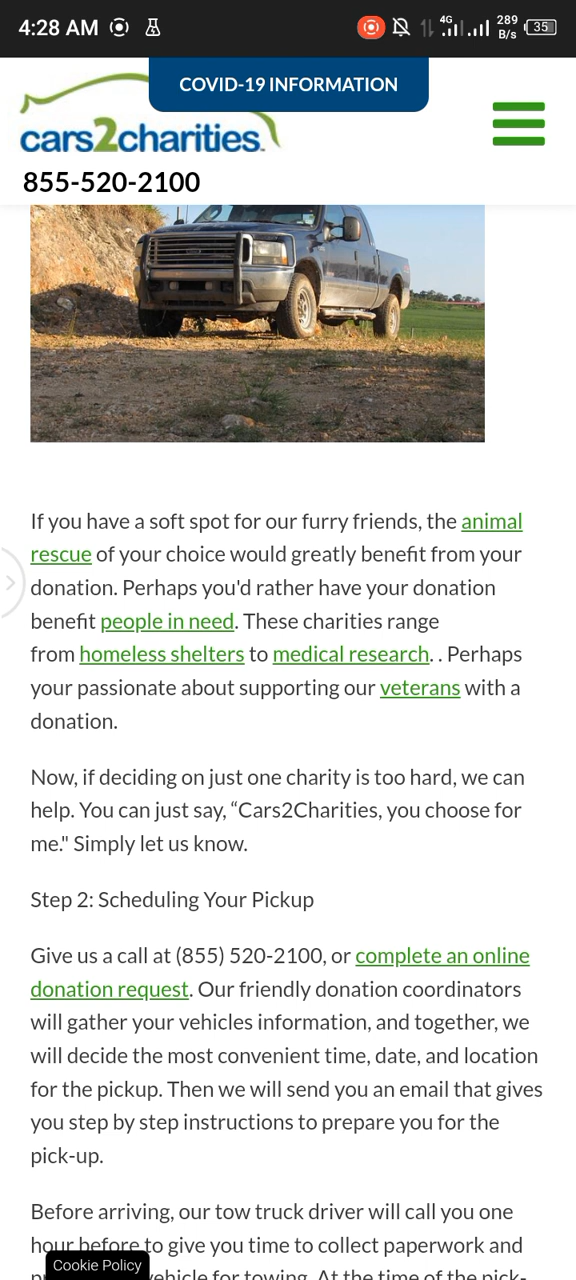 4:28 AM
4G
289
B/s
35
COVID-19 INFORMATION
cars2charities
855-520-2100
If you have a soft spot for our furry friends, the animal
rescue of your choice would greatly benefit from your
donation. Perhaps you'd rather have your donation
benefit people in need. These charities range
from homeless shelters to medical research. . Perhaps
your passionate about supporting our veterans with a
donation.
Now, if deciding on just one charity is too hard, we can
help. You can just say, “Cars2Charities, you choose for
me." Simply let us know.
Step 2: Scheduling Your Pickup
Give us a call at (855) 520-2100, or complete an online
donation request. Our friendly donation coordinators
will gather your vehicles information, and together, we
will decide the most convenient time, date, and location
for the pickup. Then we will send you an email that gives
you step by step instructions to prepare you for the
pick-up.
Before arriving, our tow truck driver will call you one
hour before to give you time to collect paperwork and
vehicle for towing. At the time of the pick-
Cookie Policy